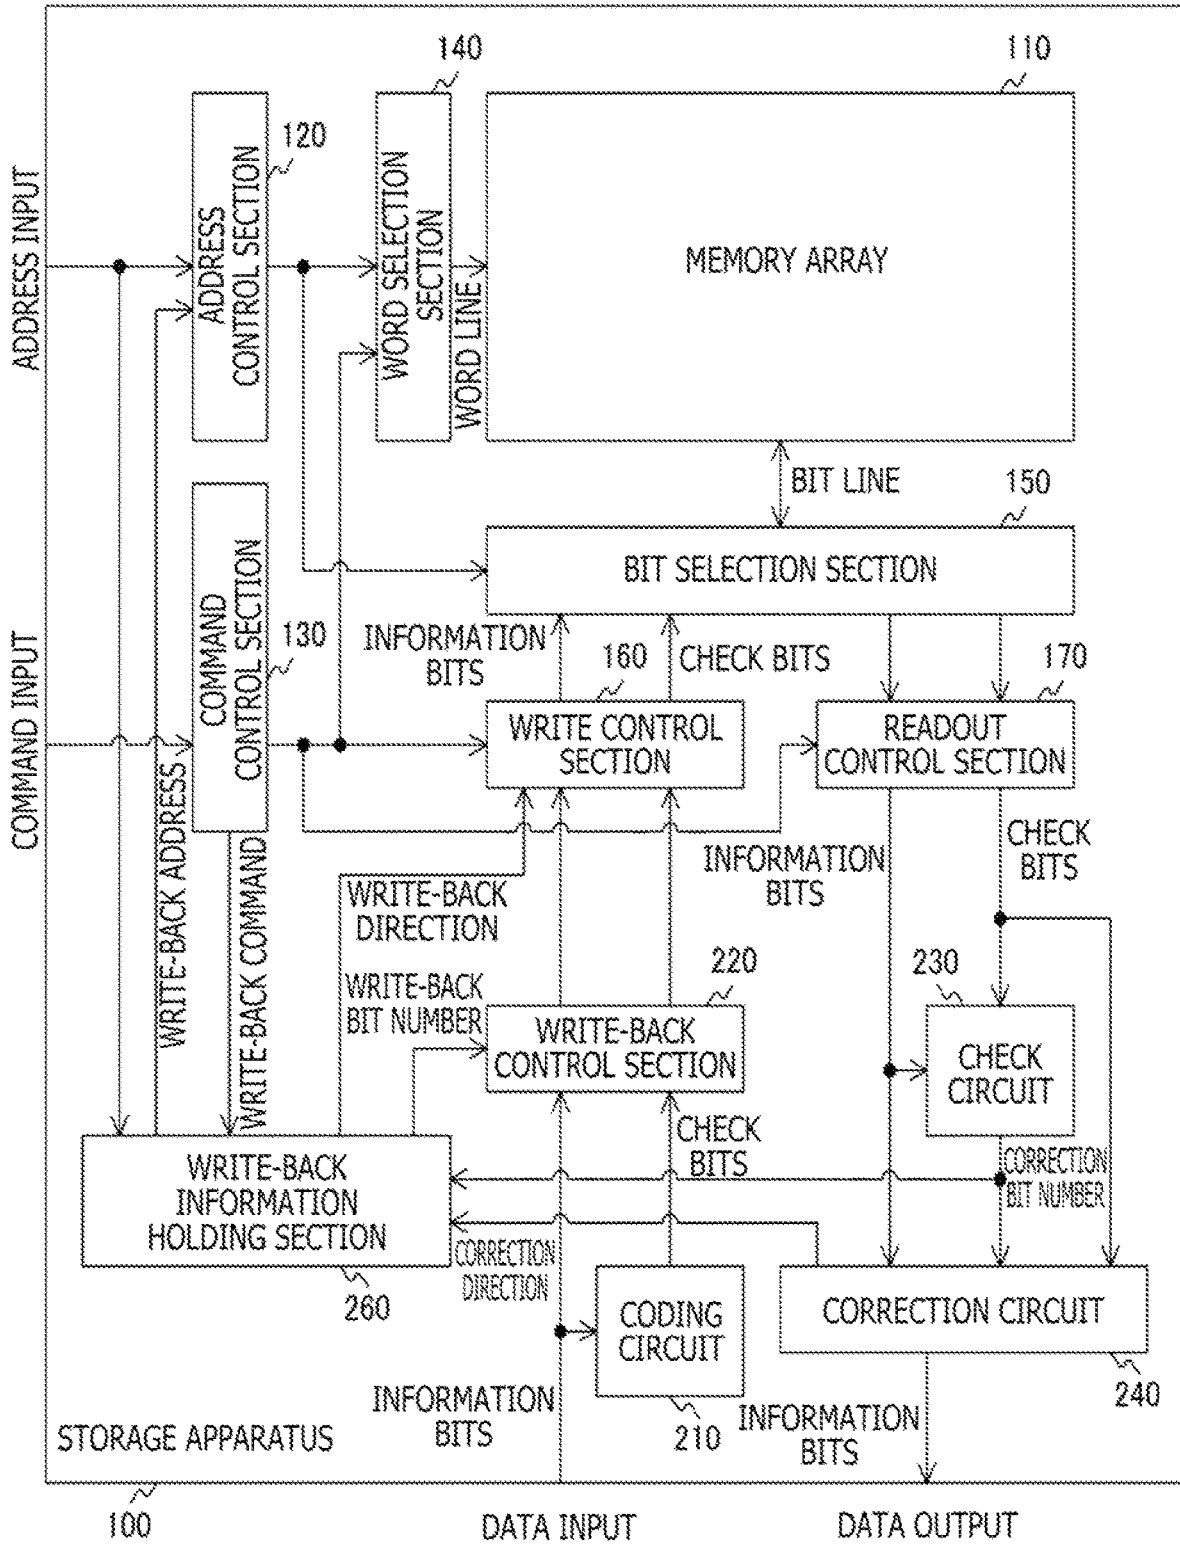 140
110
120
ADDRESS INPUT
ADDRESS
CONTROL SECTION
WORD SELECTION
SECTION
WORD LINE
MEMORY ARRAY
BIT LINE
150
BIT SELECTION SECTION
COMMAND INPUT
COMMAND
CONTROL SECTION
130
INFORMATION
BITS
160
CHECK BITS
170
WRITE CONTROL
SECTION
READOUT
CONTROL SECTION
WRITE-BACK ADDRESS
WRITE-BACK COMMAND
WRITE-BACK
DIRECTION
INFORMATION
BITS
CHECK
BITS
WRITE-BACK
BIT NUMBER
220
230
WRITE-BACK
CONTROL SECTION
CHECK
CIRCUIT
CHECK
BITS
CORRECTION
BIT NUMBER
WRITE-BACK
INFORMATION
HOLDING SECTION
260
CORRECTION
DIRECTION
CODING
CIRCUIT
CORRECTION CIRCUIT
240
INFORMATION
BITS
210
INFORMATION
BITS
STORAGE APPARATUS
100
DATA INPUT
DATA OUTPUT